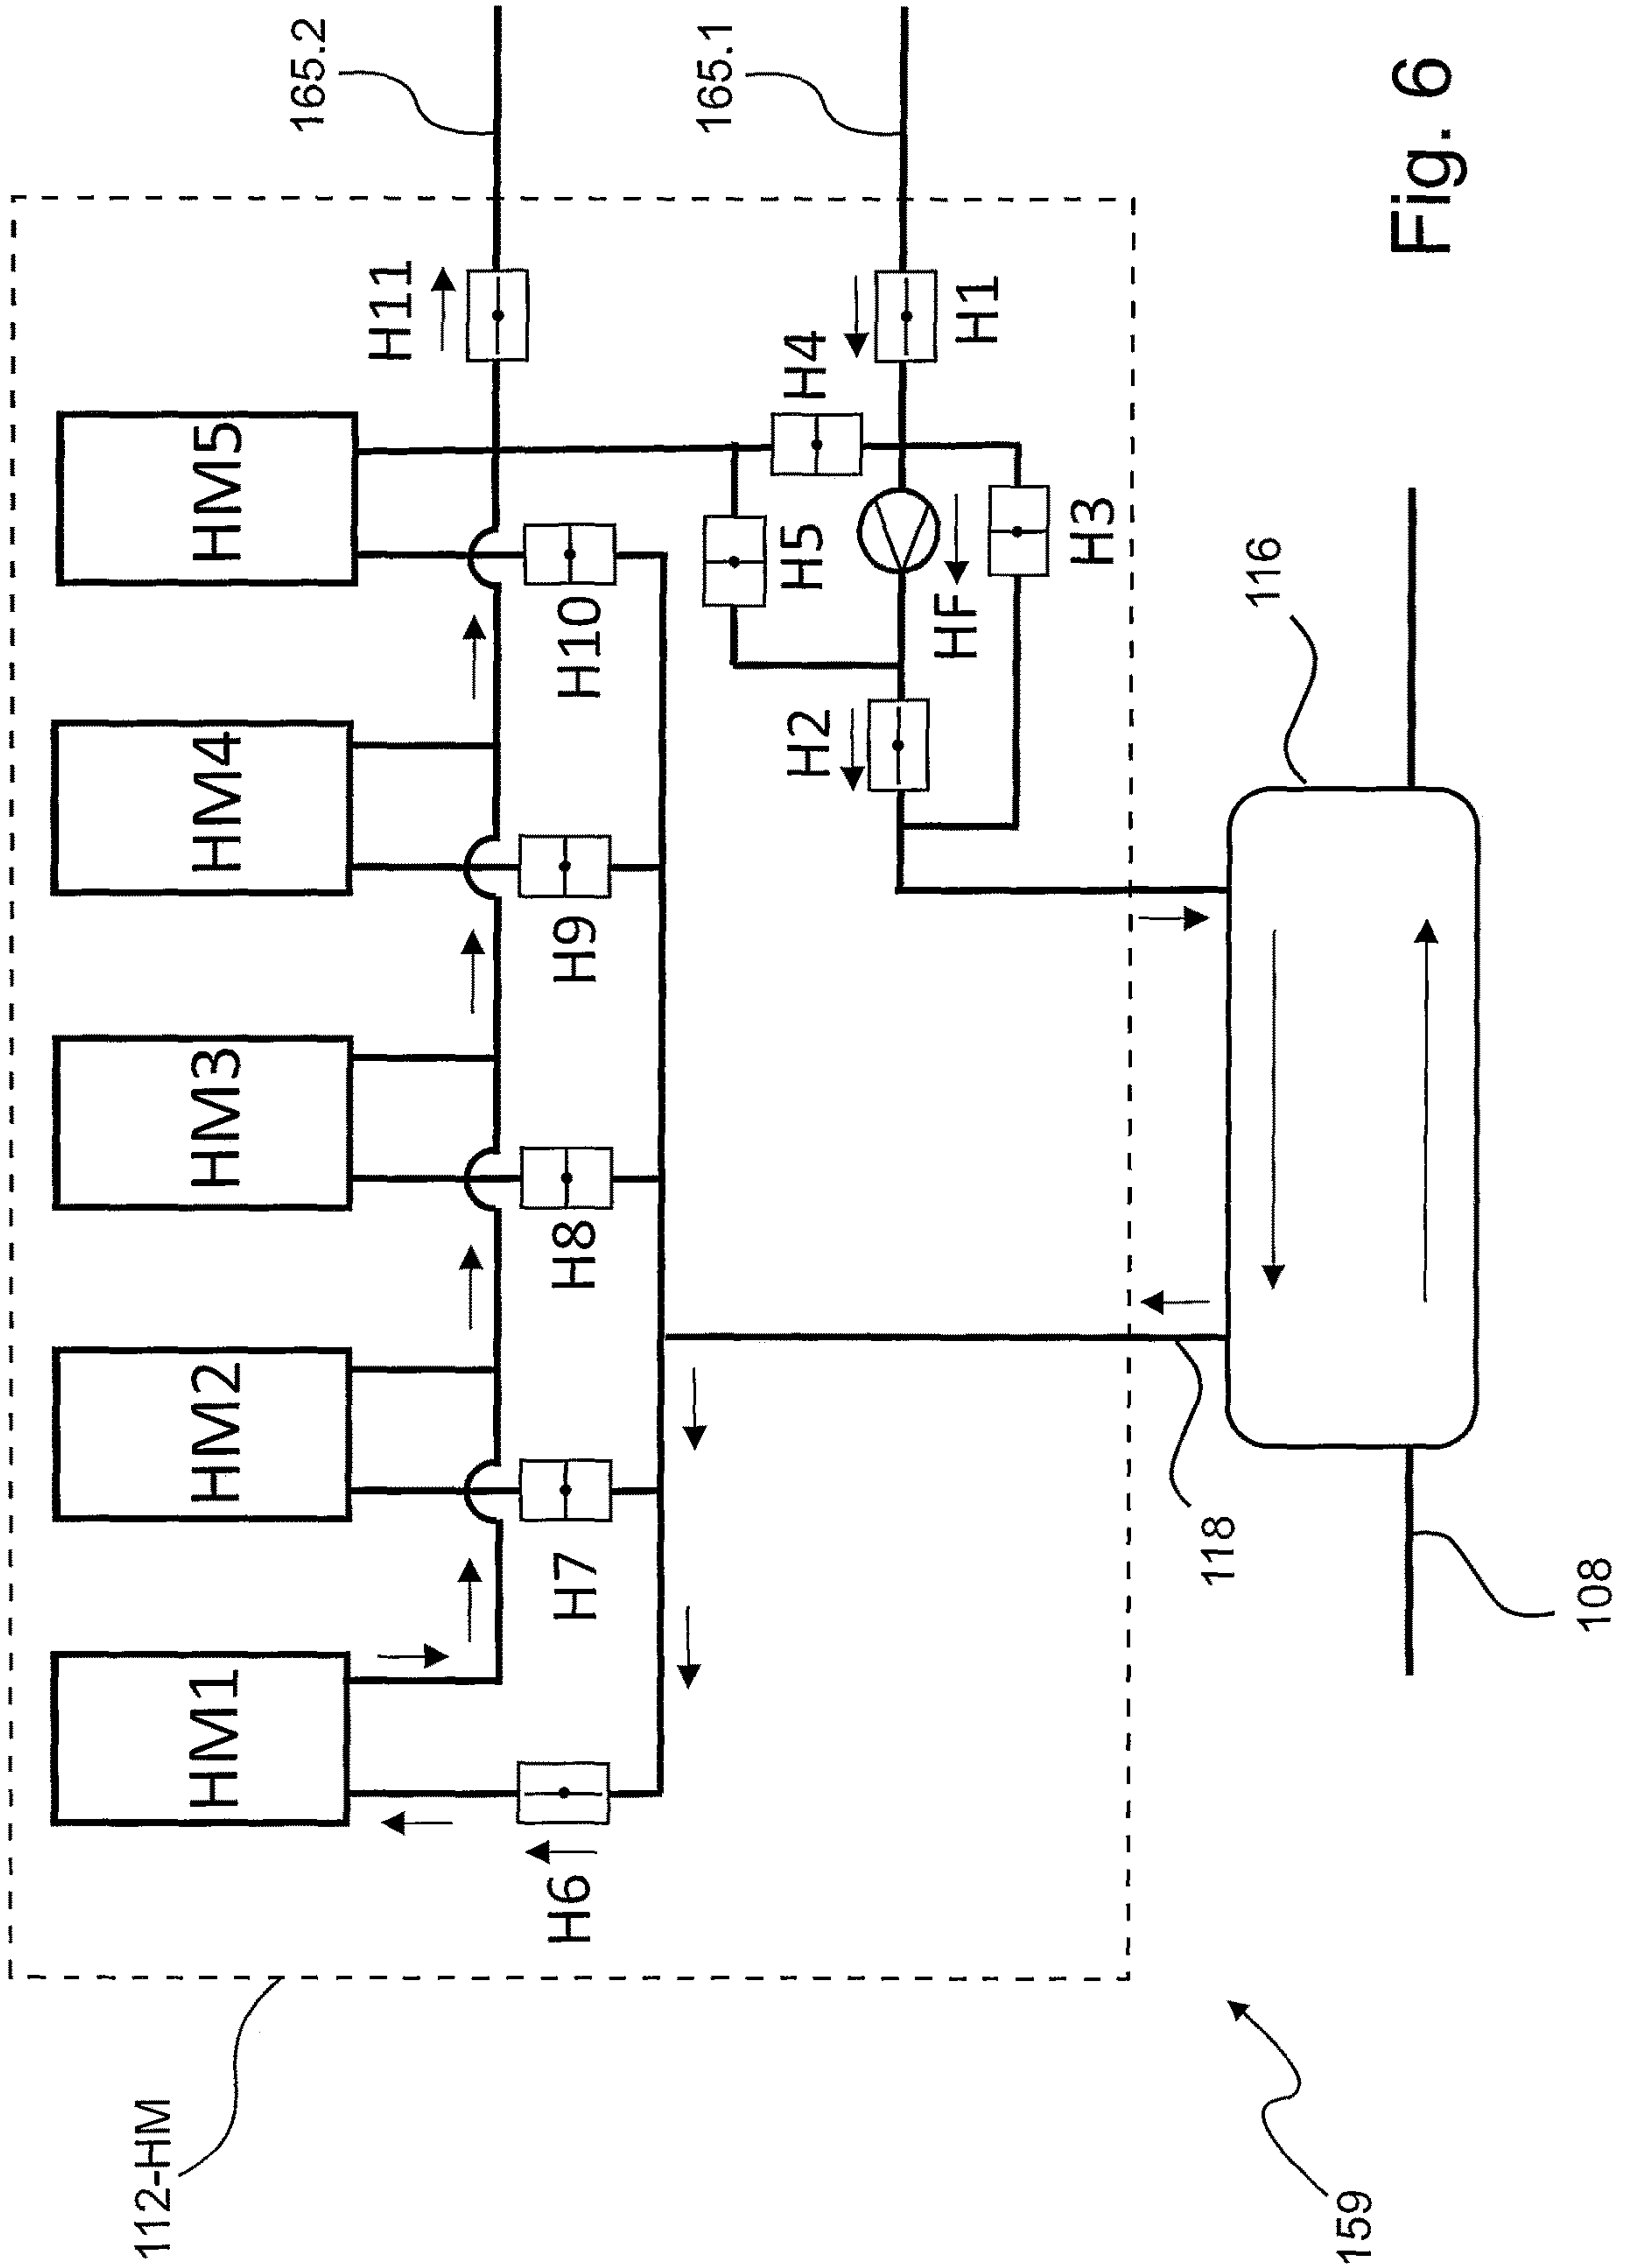 112-HM
HM1
HM2
HM3
HM4
HM5
165.2
H11
H6
H7
H8
H9
H10
165.1
H5
H4
H2
HF
H1
H3
118
116
159
108
Fig. 6